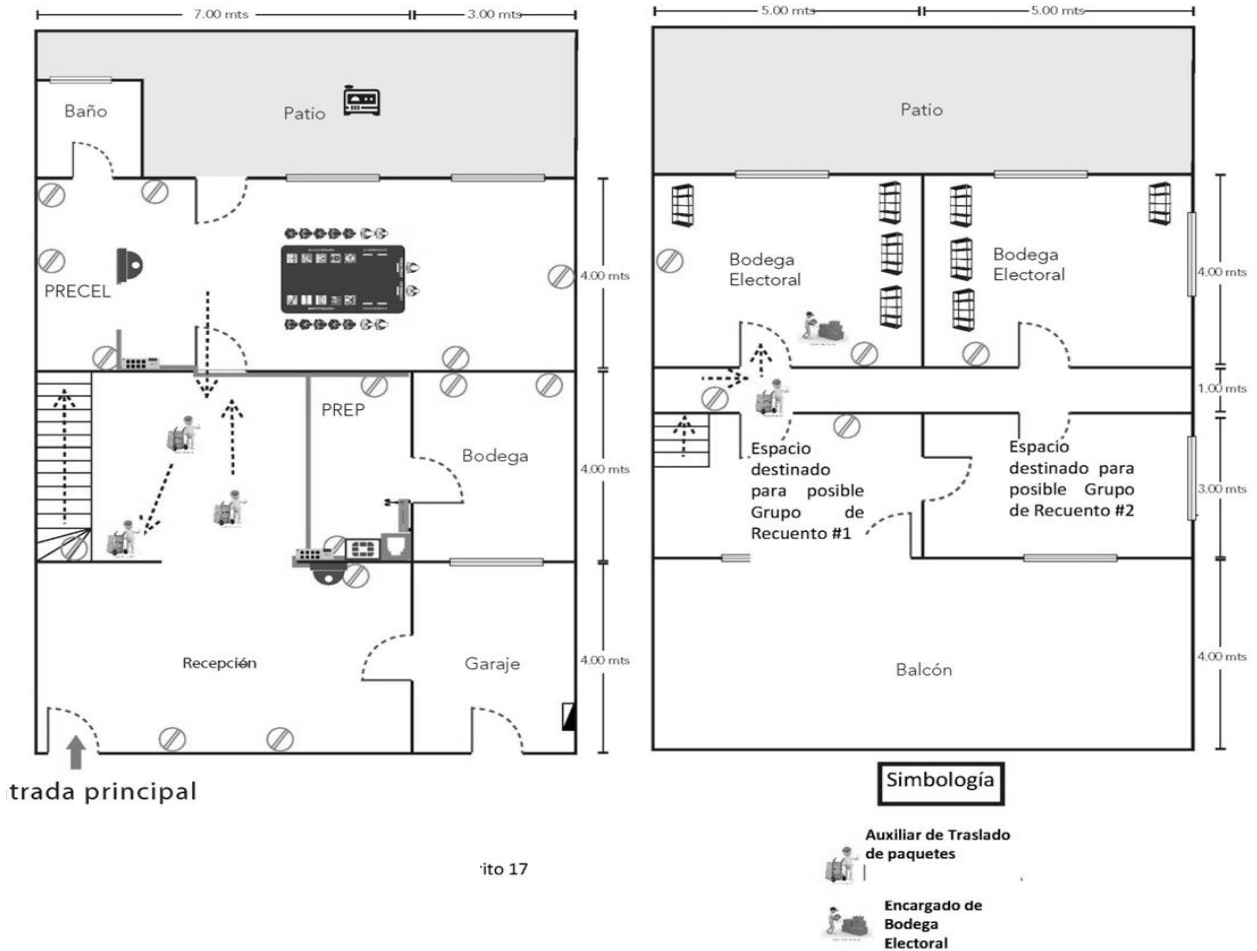 7.00 mts
3.00 mts
Baño
Patio
4.00 mts
PRECEL
PREP
Bodega
4.00 mts
Recepción
Garaje
4.00 mts
trada principal
rito 17
5.00 mts
5.00 mts
Patio
Bodega
Electoral
Bodega
Electoral
4.00 mts
1.00 mts
Espacio
destinado
para posible
Grupo de
Recuento #1
Espacio
destinado para
posible Grupo
de Recuento #2
3.00 mts
Balcón
4.00 mts
Simbología
Auxiliar de Traslado
de paquetes
Encargado de
Bodega
Electoral